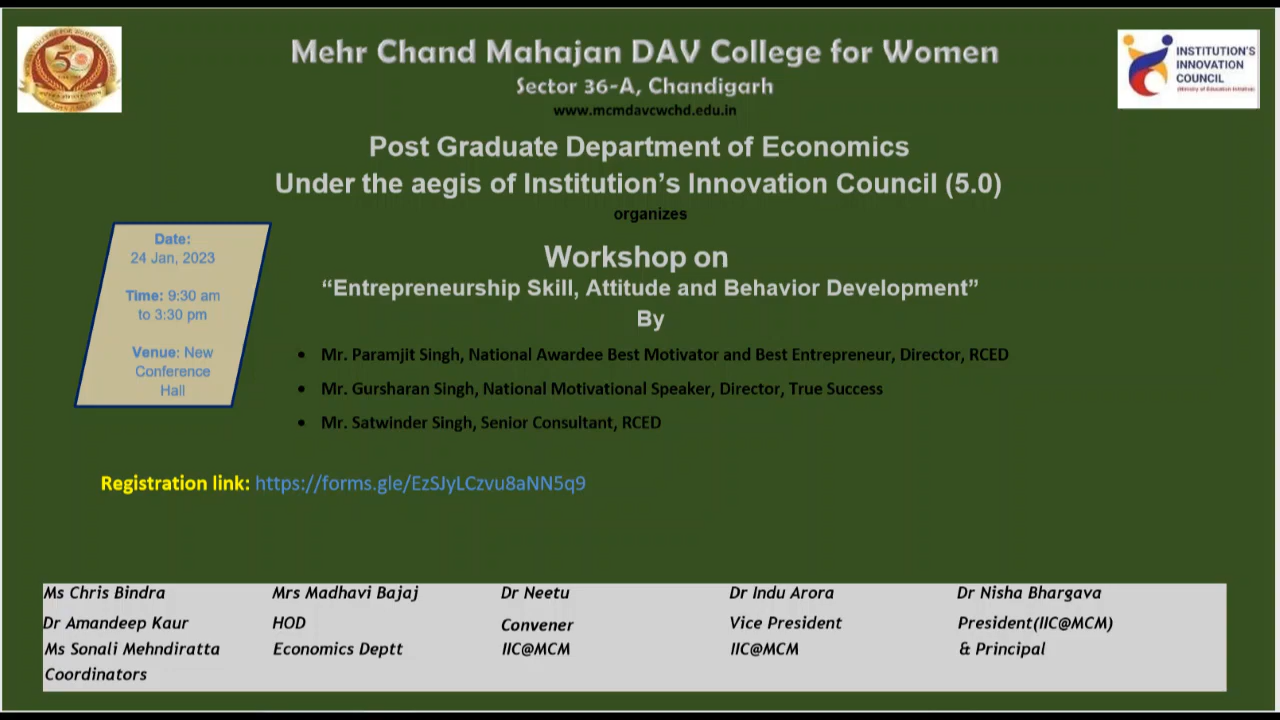 Mehr Chand Mahajan DAV College for Women
Sector 36-A, Chandigarh
www.mcmdavcwchd.edu.in
INSTITUTION'S
INNOVATION
COUNCIL
(Ministry of Education Initiative)
Post Graduate Department of Economics
Under the aegis of Institution's Innovation Council (5.0)
organizes
Date:
24 Jan, 2023
Time: 9:30 am
to 3:30 pm
Venue: New
Conference
Hall
Workshop on
“Entrepreneurship Skill, Attitude and Behavior Development”
By
• Mr. Paramjit Singh, National Awardee Best Motivator and Best Entrepreneur, Director, RCED
• Mr. Gursharan Singh, National Motivational Speaker, Director, True Success
• Mr. Satwinder Singh, Senior Consultant, RCED
Registration link: https://forms.gle/EzSJyLCzvu8aNN5q9
Ms Chris Bindra
Dr Amandeep Kaur
Ms Sonali Mehndiratta
Coordinators
Mrs Madhavi Bajaj
HOD
Economics Deptt
Dr Neetu
Convener
IIC@MCM
Dr Indu Arora
Vice President
IIC@MCM
Dr Nisha Bhargava
President(IIC@MCM)
& Principal